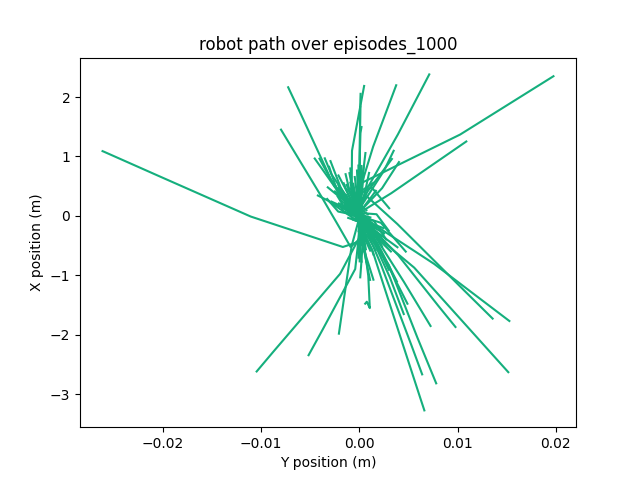 robot path over episodes_1000
2
1
0
−1
−2
−3
X position (m)
−0.02 −0.01 0.00 0.01 0.02
Y position (m)